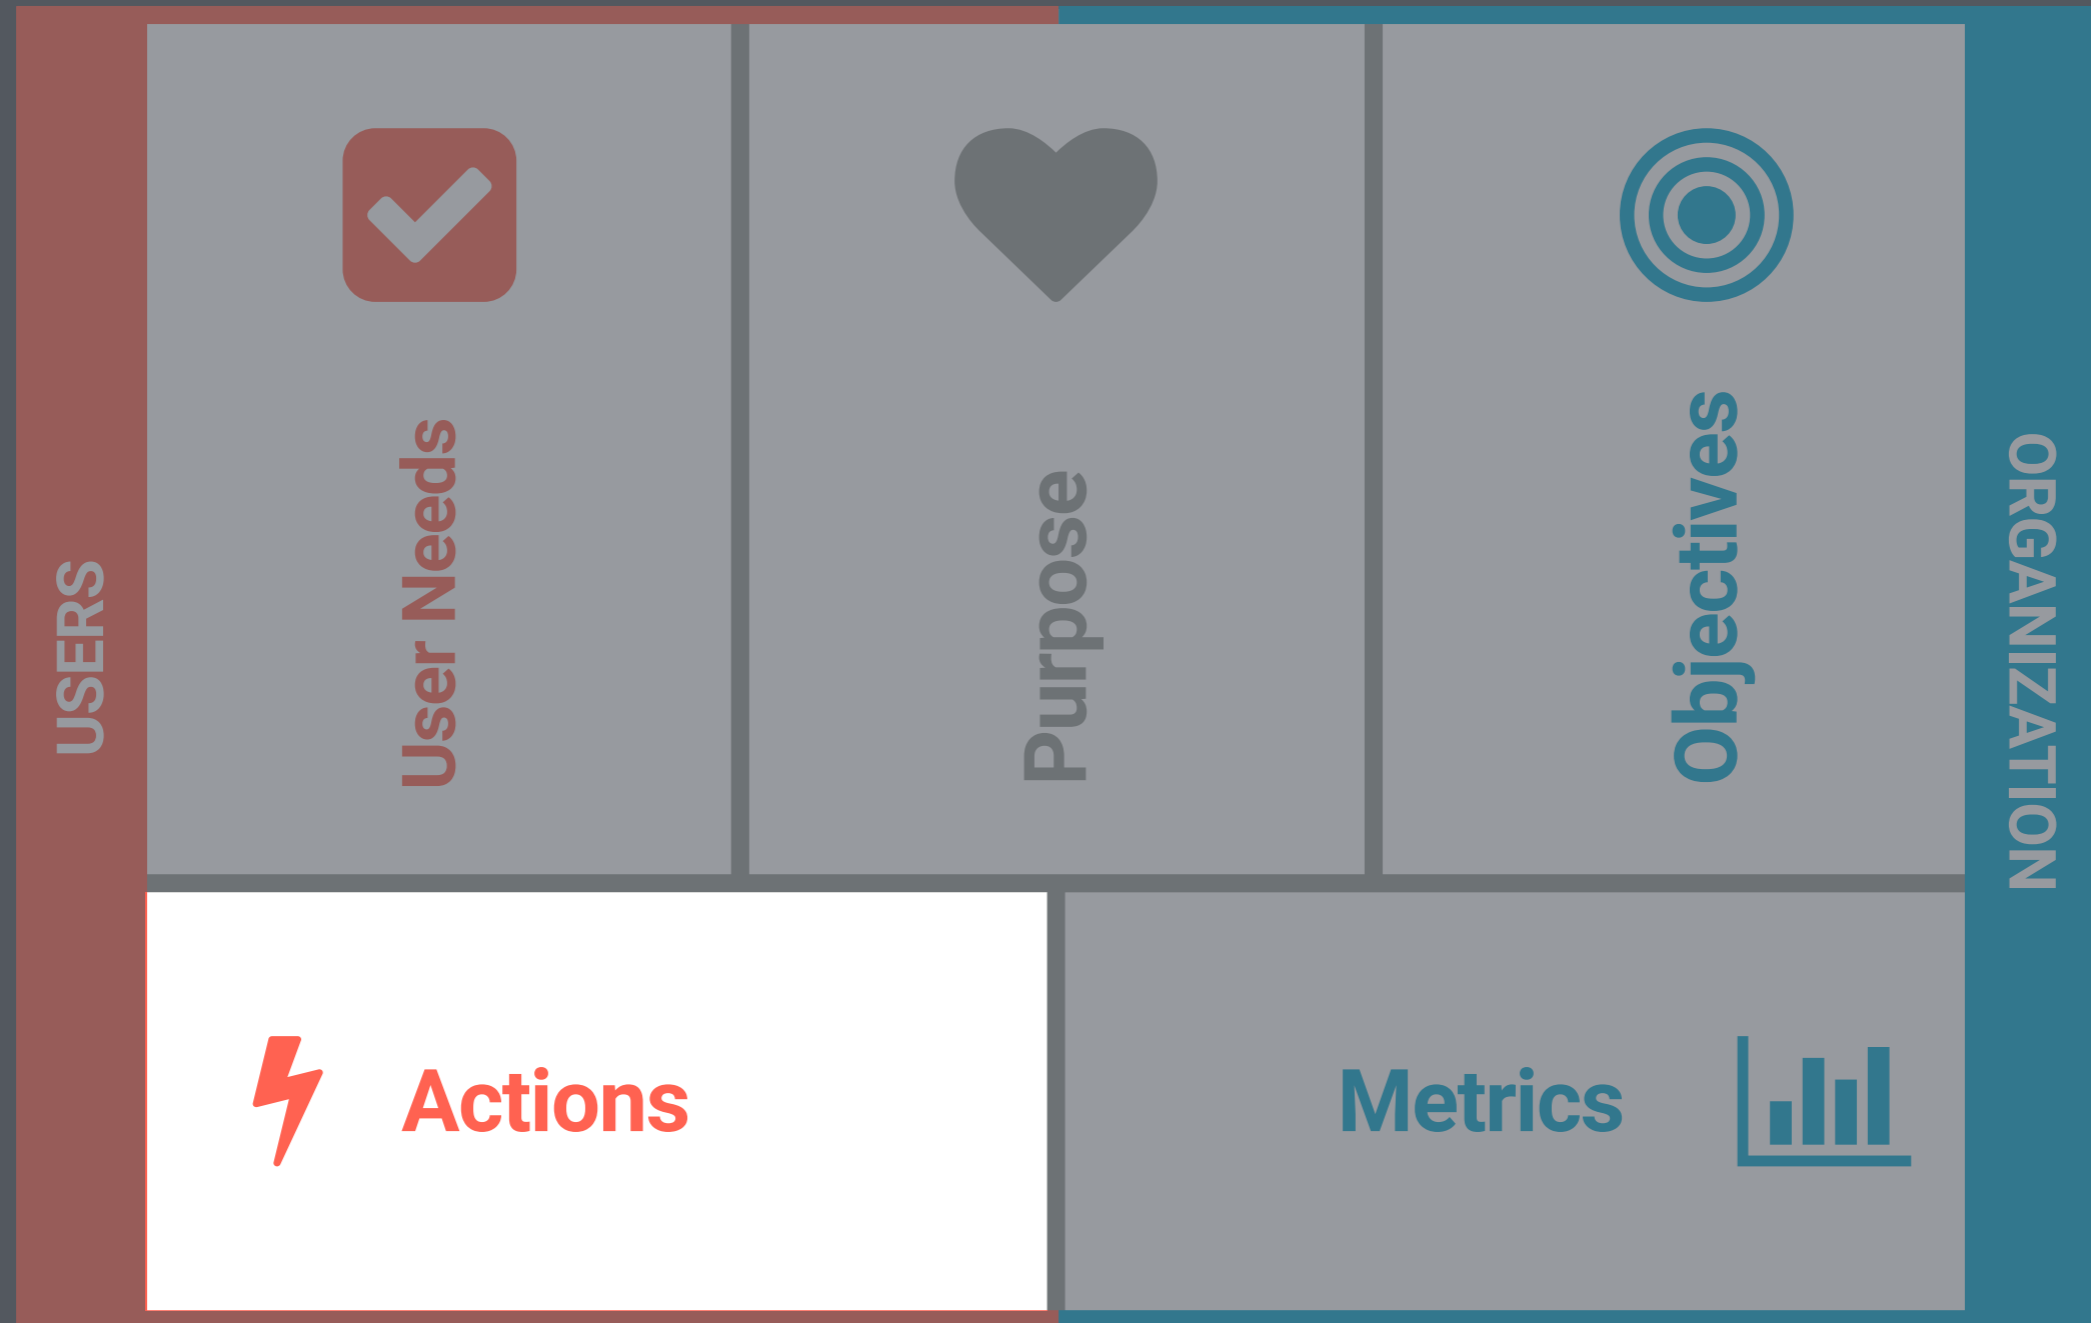 USERS
User Needs
Purpose
Objectives
ORGANIZATION
Actions
Metrics